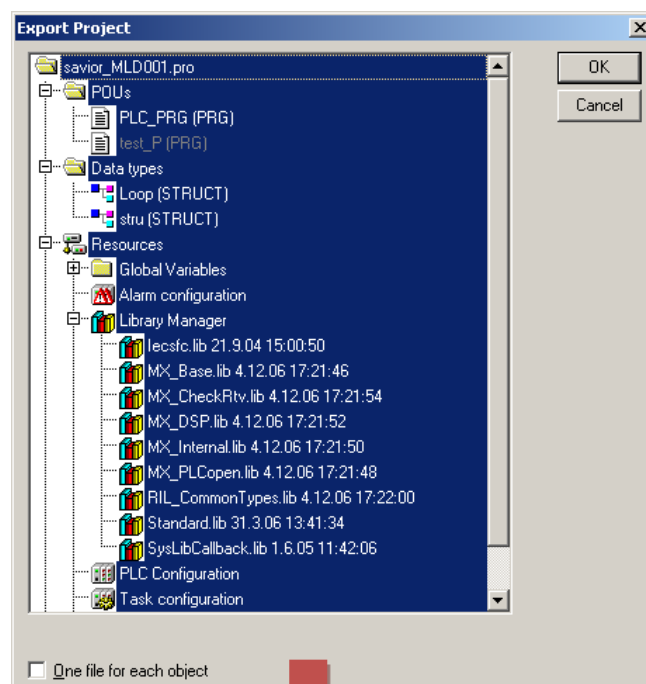 Export Project
savior_MLD001.pro
OK
POUs
Cancel
PLC_PRG (PRG)
test_P (PRG)
Data types
Loop (STRUCT)
stru (STRUCT)
Resources
Global Variables
Alarm configuration
Library Manager
Iecsfc.lib 21.9.04 15:00:50
MX_Base.lib 4.12.06 17:21:46
MX_CheckRtv.lib 4.12.06 17:21:54
MX_DSP.lib 4.12.06 17:21:52
MX_Internal.lib 4.12.06 17:21:50
MX_PLCopen.lib 4.12.06 17:21:48
RIL_CommonTypes.lib 4.12.06 17:22:00
Standard.lib 31.3.06 13:41:34
SysLibCallback.lib 1.6.05 11:42:06
PLC Configuration
Task configuration
One file for each object